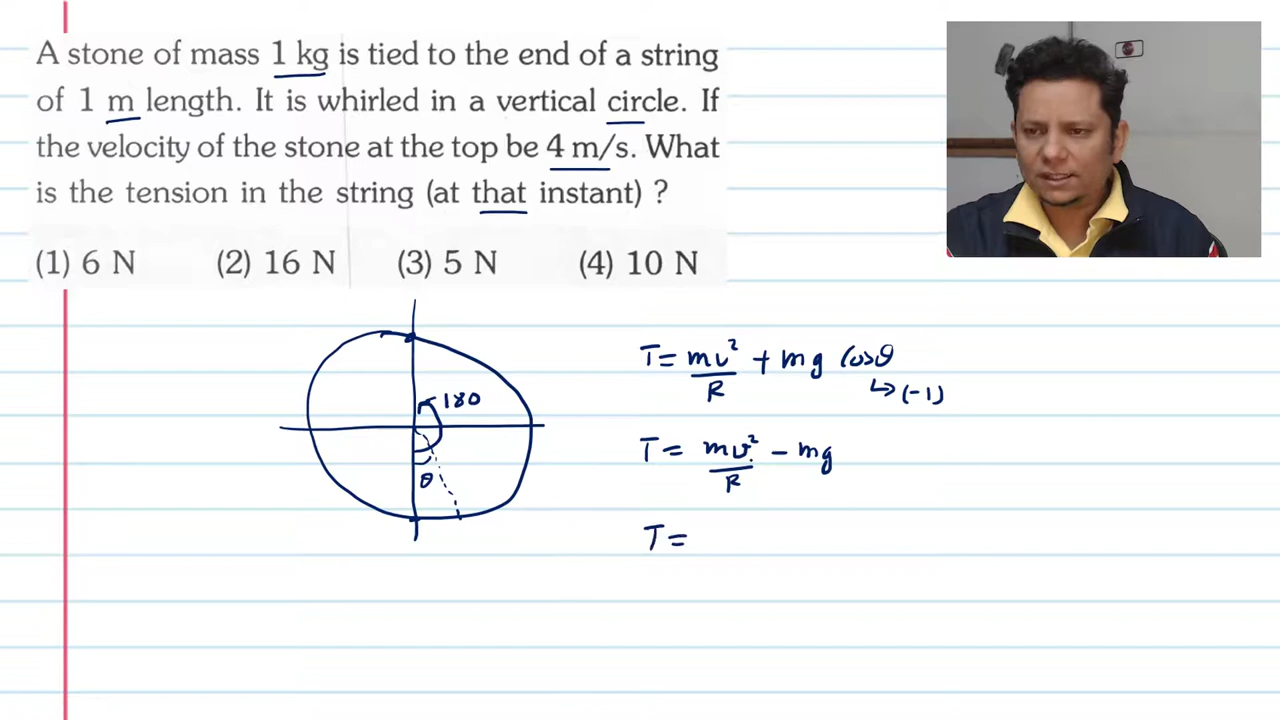 A stone of mass 1 kg is tied to the end of a string
of 1 m length. It is whirled in a vertical circle. If
the velocity of the stone at the top be 4 m/s. What
is the tension in the string (at that instant) ?
(1) 6 N (2) 16 N (3) 5 N (4) 10 N
T = mv²/R + mg cosθ
↳ (-1)
180
T = mv²/R - mg
θ
T =